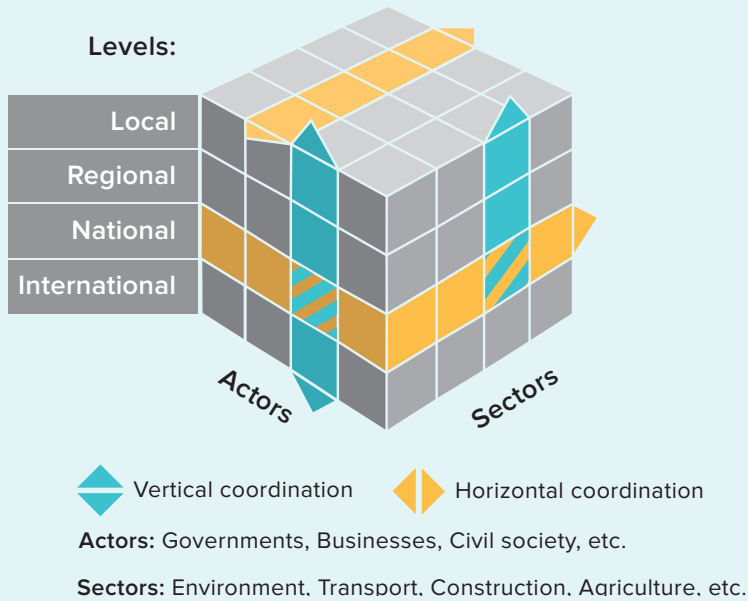 Levels:
Local
Regional
National
International
Actors
Sectors
Vertical coordination
Horizontal coordination
Actors: Governments, Businesses, Civil society, etc.
Sectors: Environment, Transport, Construction, Agriculture, etc.